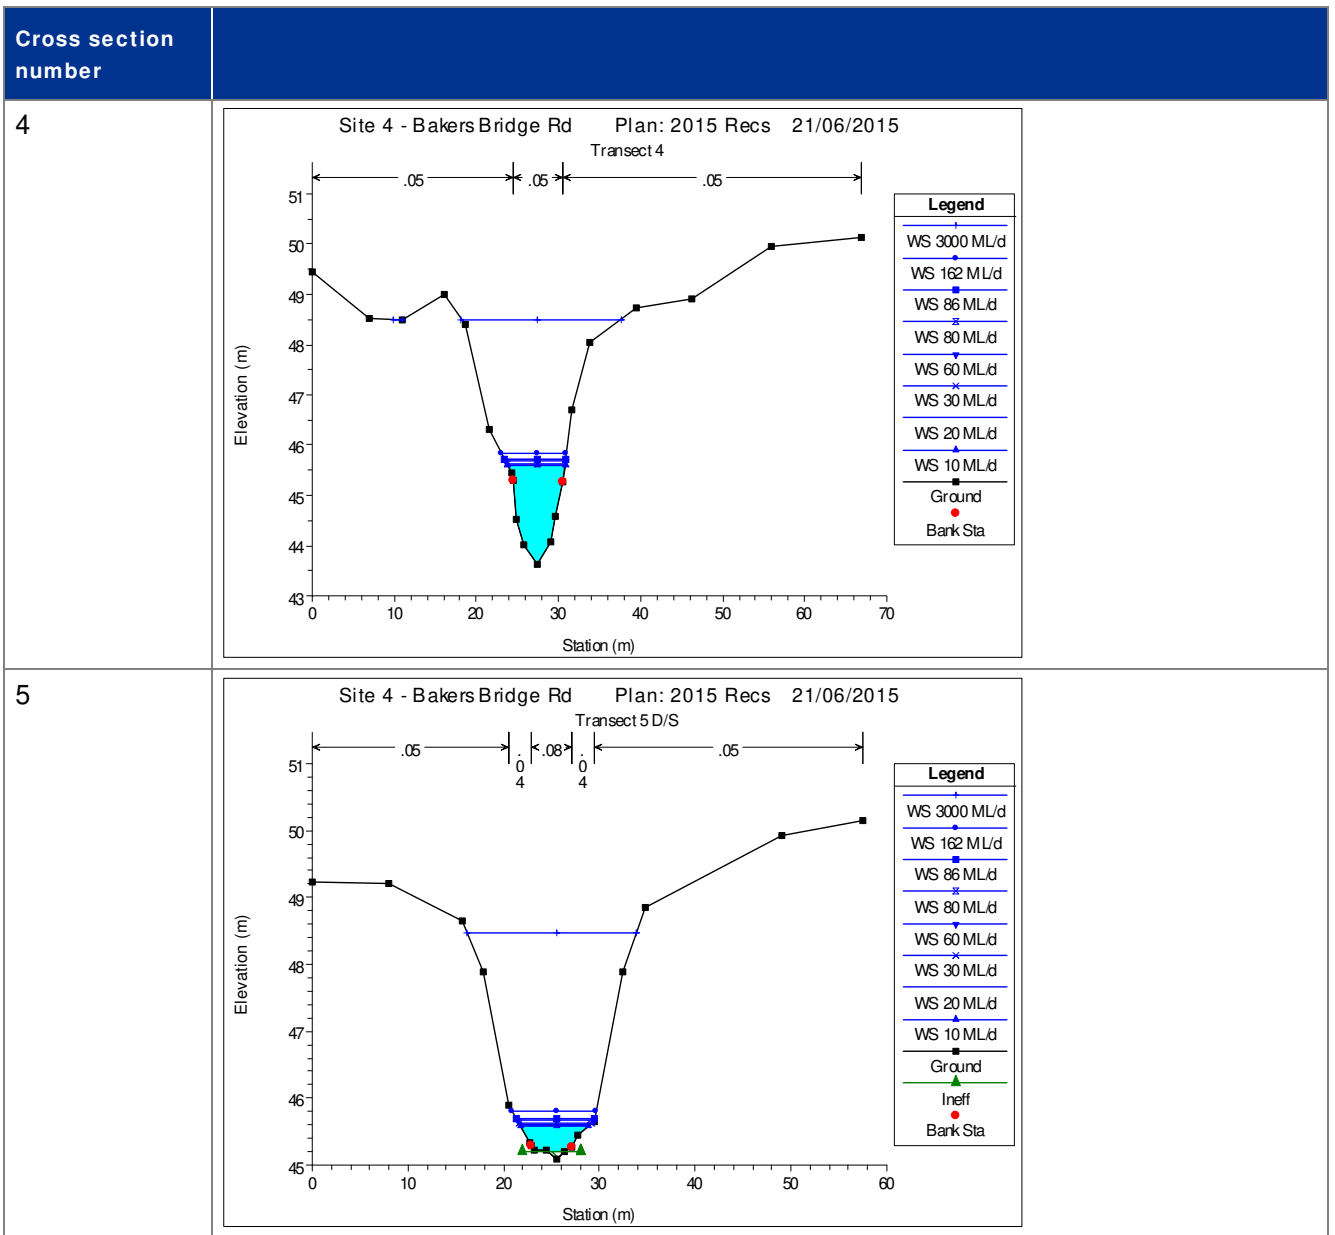 Cross section
number
4
Site 4 - Bakers Bridge Rd Plan: 2015 Recs 21/06/2015
Transect 4
.05 .05 .05
51
50
49
48
47
46
45
44
43
Elevation (m)
0 10 20 30 40 50 60 70
Station (m)
Legend
WS 3000 ML/d
WS 162 ML/d
WS 86 ML/d
WS 80 ML/d
WS 60 ML/d
WS 30 ML/d
WS 20 ML/d
WS 10 ML/d
Ground
Bank Sta
5
Site 4 - Bakers Bridge Rd Plan: 2015 Recs 21/06/2015
Transect 5 D/S
.05 .04 .08 .04 .05
51
50
49
48
47
46
45
Elevation (m)
0 10 20 30 40 50 60
Station (m)
Legend
WS 3000 ML/d
WS 162 ML/d
WS 86 ML/d
WS 80 ML/d
WS 60 ML/d
WS 30 ML/d
WS 20 ML/d
WS 10 ML/d
Ground
Ineff
Bank Sta